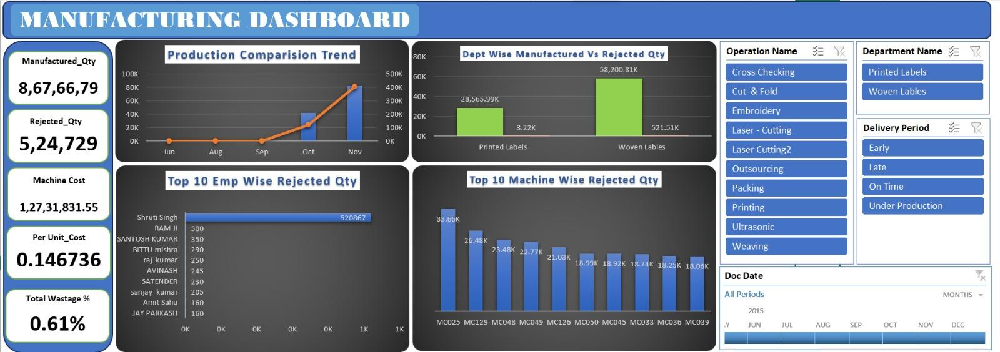 MANUFACTURING DASHBOARD
Manufactured_Qty
8,67,66,79
Rejected_Qty
5,24,729
Machine Cost
1,27,31,831.55
Per Unit_Cost
0.146736
Total Wastage %
0.61%
Production Comparision Trend
100K
80K
60K
40K
20K
0K
500K
400K
300K
200K
100K
0K
Jun Aug Sep Oct Nov
Dept Wise Manufactured Vs Rejected Qty
80K
60K
40K
20K
0K
28,565.99K
3.22K
58,200.81K
521.51K
Printed Labels
Woven Lables
Top 10 Emp Wise Rejected Qty
Shruti Singh 520867
RAM JI 500
SANTOSH KUMAR 350
BITTU mishra 290
raj kumar 250
AVINASH 245
SATENDER 230
sanjay kumar 205
Amit Sahu 160
JAY PARKASH 160
0K 0K 0K 0K 0K 1K 1K
Top 10 Machine Wise Rejected Qty
33.66K 26.48K 23.48K 22.77K 21.03K 18.99K 18.92K 18.74K 18.25K 18.06K
MC025 MC129 MC048 MC049 MC126 MC050 MC045 MC033 MC036 MC039
Operation Name
Cross Checking
Cut & Fold
Embroidery
Laser - Cutting
Laser Cutting2
Outsourcing
Packing
Printing
Ultrasonic
Weaving
Department Name
Printed Labels
Woven Lables
Delivery Period
Early
Late
On Time
Under Production
Doc Date
All Periods
MONTHS
2015
Y JUN JUL AUG SEP OCT NOV DEC